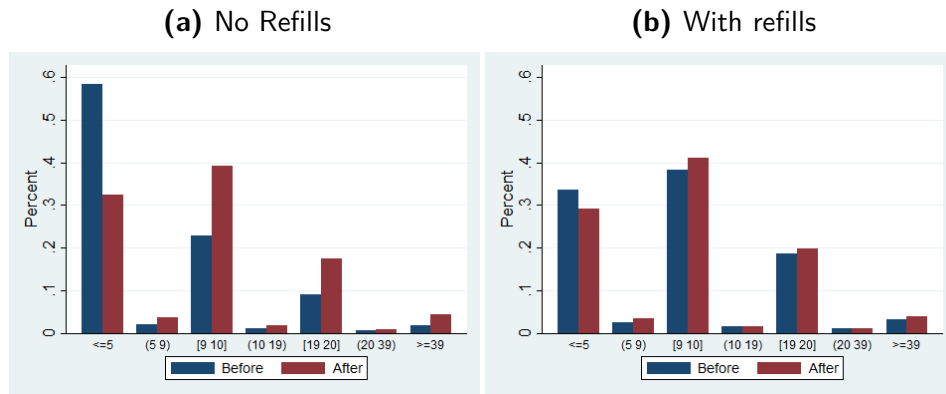 (a) No Refills
Percent
.6
.5
.4
.3
.2
.1
0
<=5 (5 9) [9 10] (10 19) [19 20] (20 39) >=39
Before After
(b) With refills
Percent
.6
.5
.4
.3
.2
.1
0
<=5 (5 9) [9 10] (10 19) [19 20] (20 39) >=39
Before After